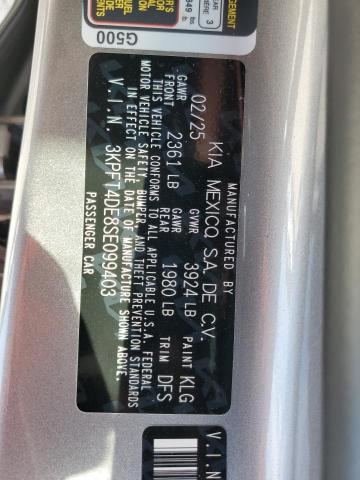 MANUFACTURED BY
KIA MEXICO, S.A. DE C.V.
02/25
GVWR 3924 LB
GAWR FRONT 2361 LB
GAWR REAR 1980 LB
PAINT KLG
TRIM DFS
THIS VEHICLE CONFORMS TO ALL APPLICABLE U.S.A. FEDERAL
MOTOR VEHICLE SAFETY, BUMPER, AND THEFT PREVENTION STANDARDS
IN EFFECT ON THE DATE OF MANUFACTURE SHOWN ABOVE.
V.I.N. 3KPFT4DE8SE099403
PASSENGER CAR
G500
V.I.N